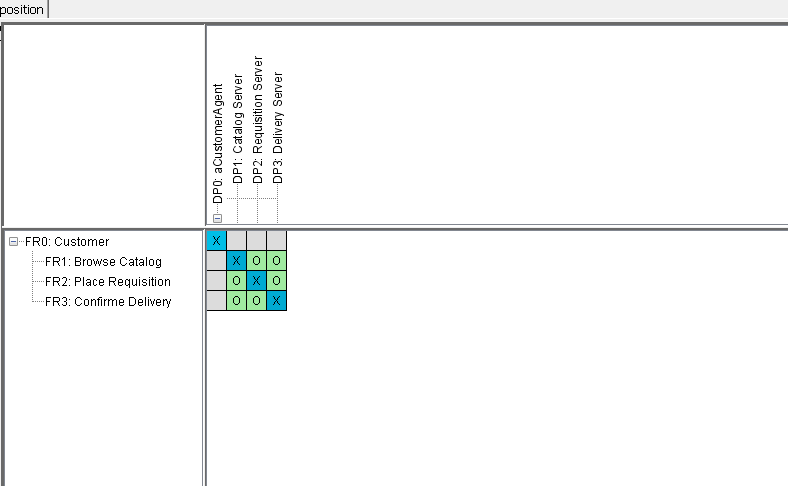 position
DP0: aCustomerAgent
DP1: Catalog Server
DP2: Requisition Server
DP3: Delivery Server
FR0: Customer X
FR1: Browse Catalog X O O
FR2: Place Requisition O X O
FR3: Confirme Delivery O O X